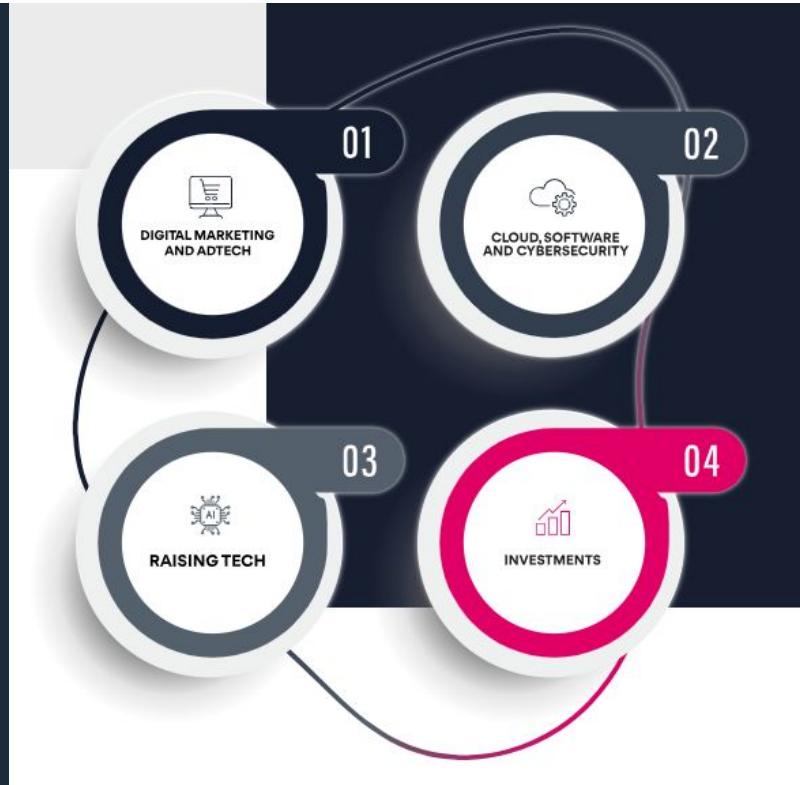 01
DIGITAL MARKETING
AND ADTECH
02
CLOUD, SOFTWARE
AND CYBERSECURITY
03
AI
RAISING TECH
04
INVESTMENTS